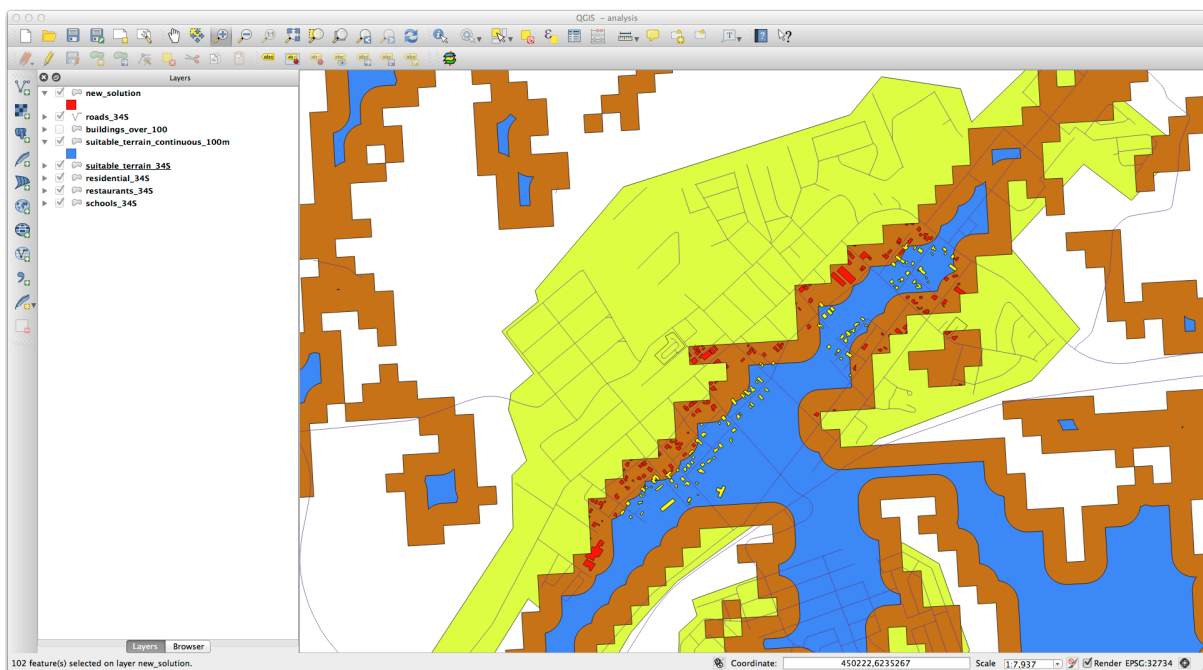 QGIS - analysis
Layers
new_solution
roads_34S
buildings_over_100
suitable_terrain_continuous_100m
suitable_terrain_34S
residential_34S
restaurants_34S
schools_34S
Layers
Browser
102 feature(s) selected on layer new_solution.
Coordinate:
450222,6235267
Scale
1:7,937
Render
EPSG:32734